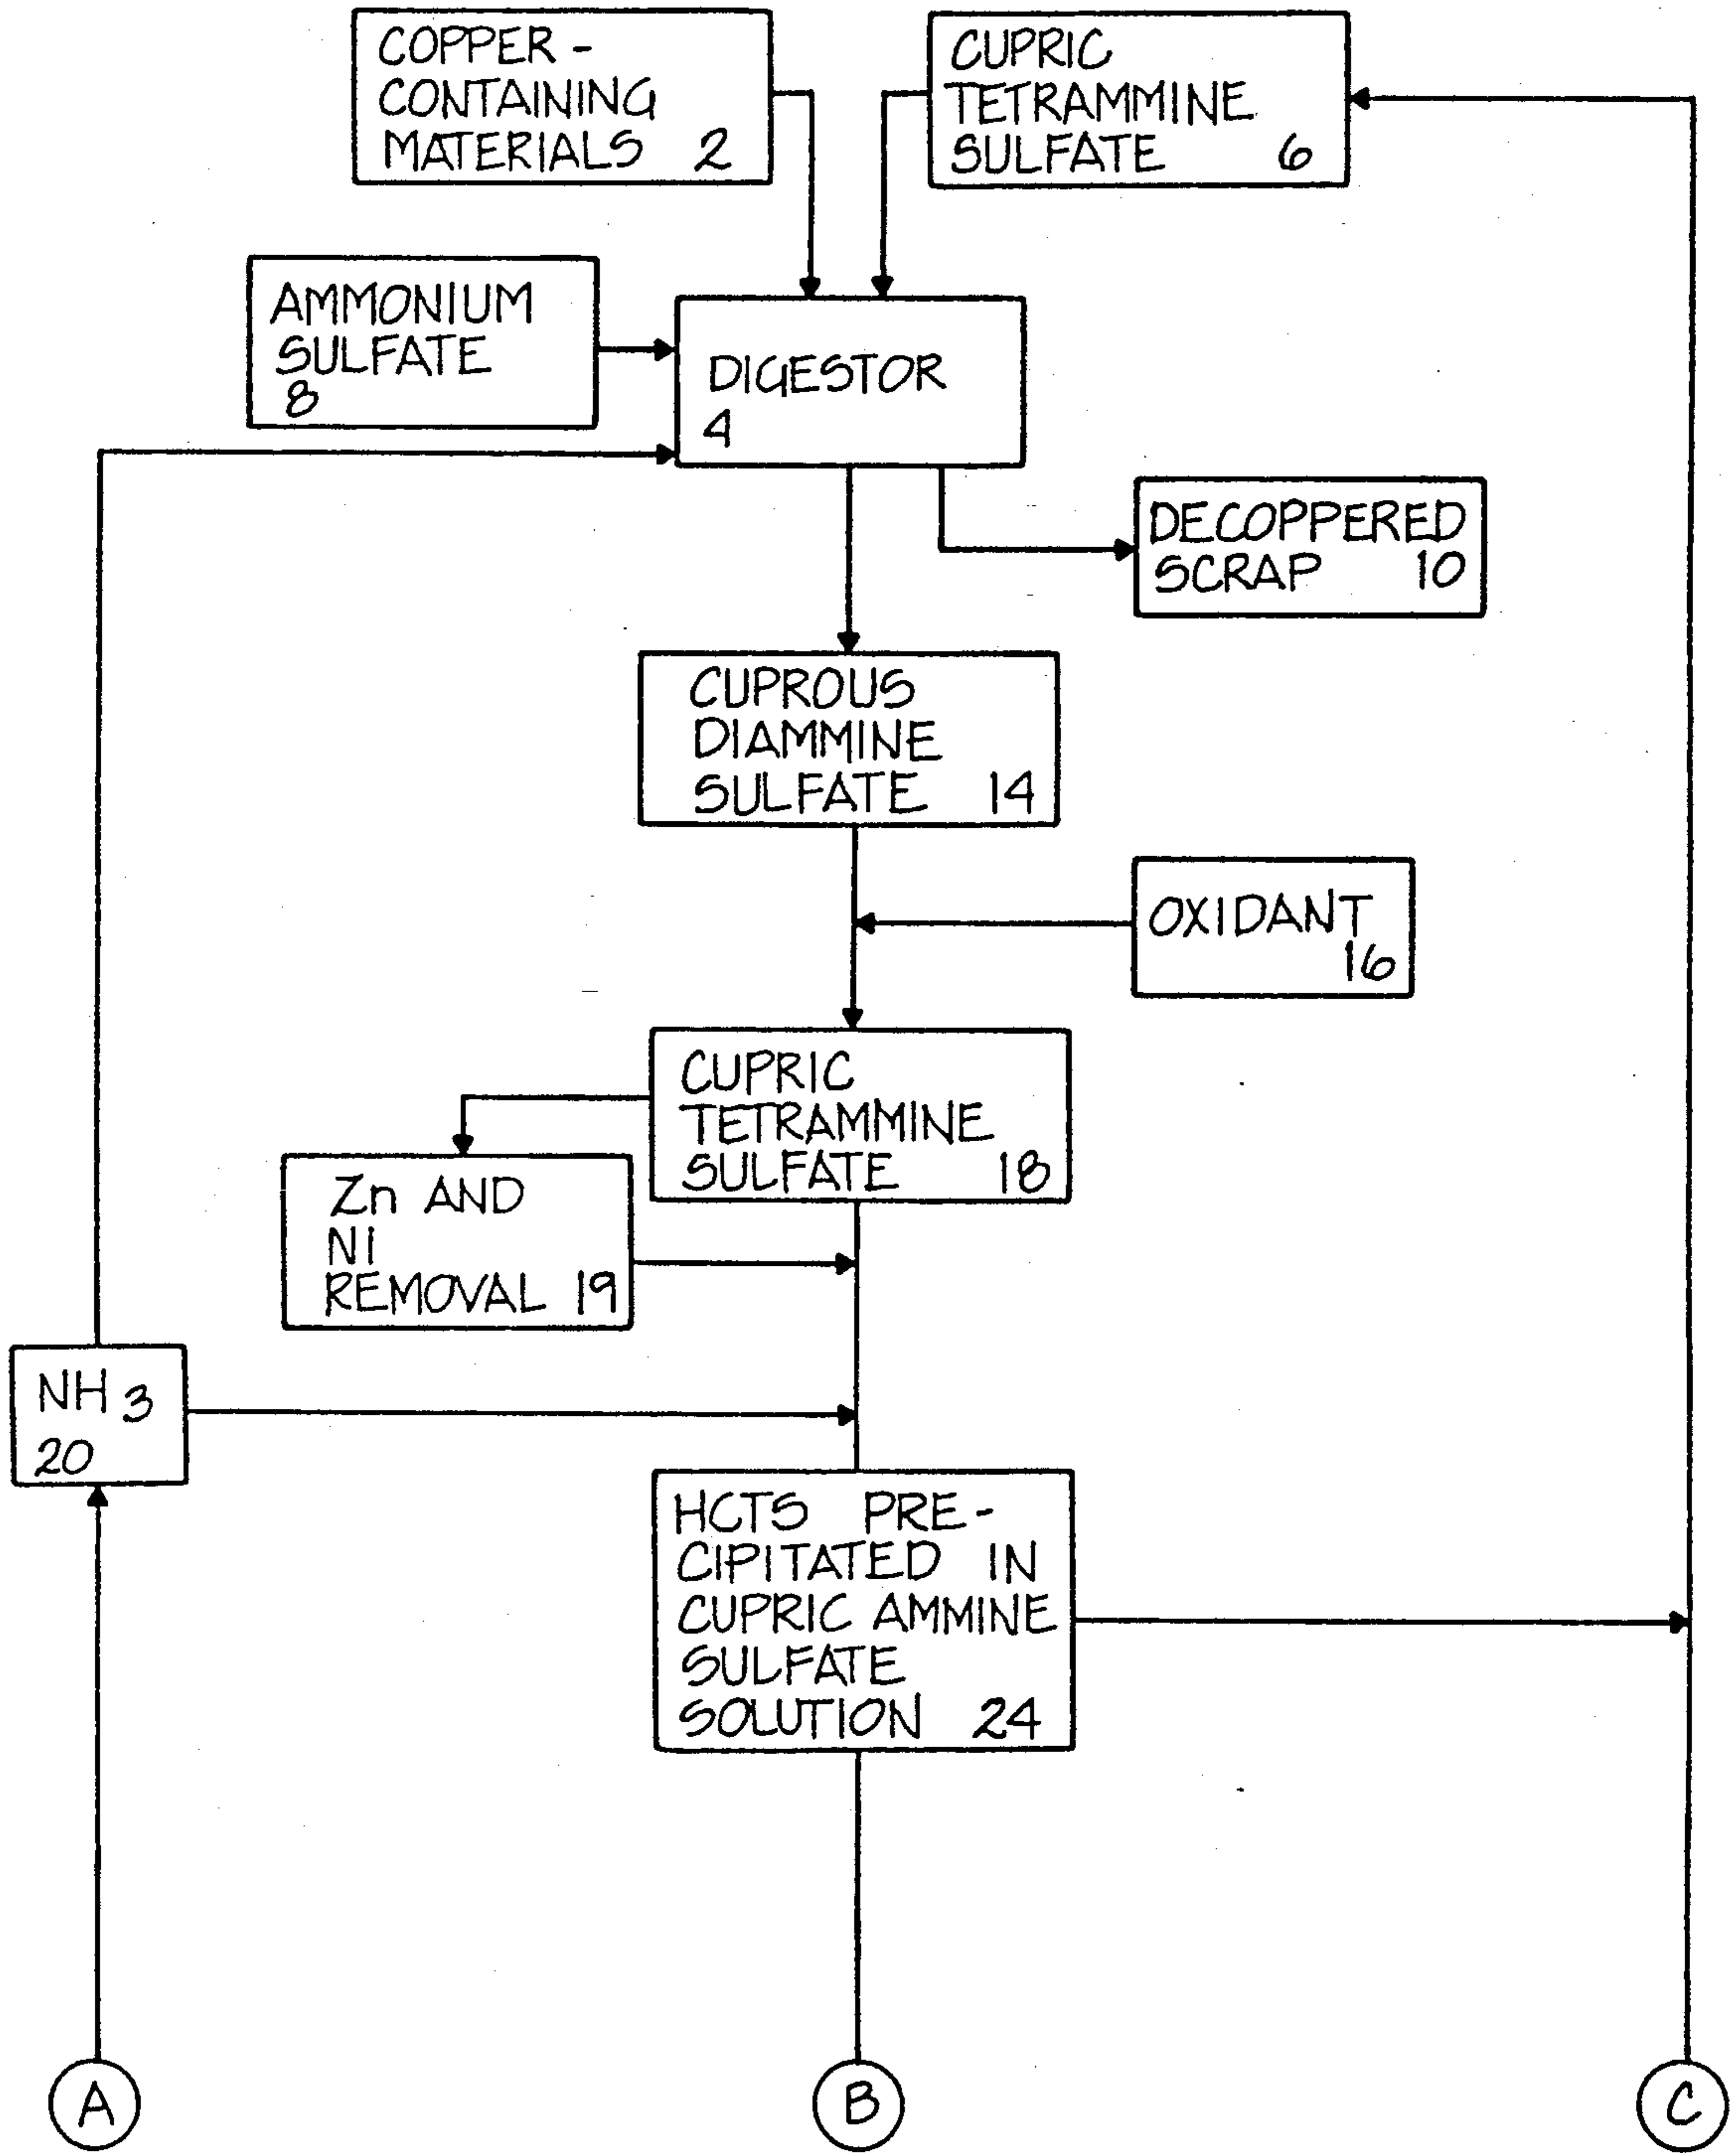 COPPER-
CONTAINING
MATERIALS 2
CUPRIC
TETRAMMINE
SULFATE 6
AMMONIUM
SULFATE
8
DIGESTOR
4
DECOPPERED
SCRAP 10
CUPROUS
DIAMMINE
SULFATE 14
OXIDANT
16
CUPRIC
TETRAMMINE
SULFATE 18
Zn AND
Ni
REMOVAL 19
NH3
20
HCTS PRE-
CIPITATED IN
CUPRIC AMMINE
SULFATE
SOLUTION 24
A
B
C